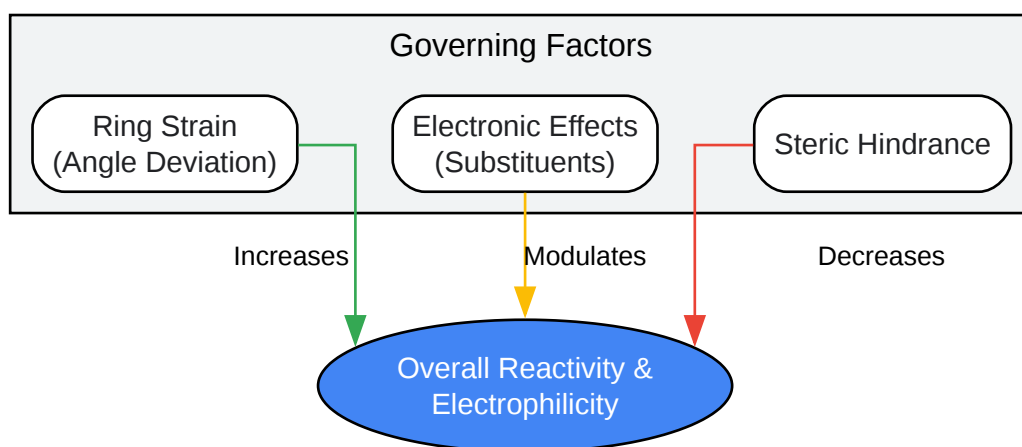 Governing Factors
Ring Strain
(Angle Deviation)
Electronic Effects
(Substituents)
Steric Hindrance
Increases
Modulates
Decreases
Overall Reactivity &
Electrophilicity